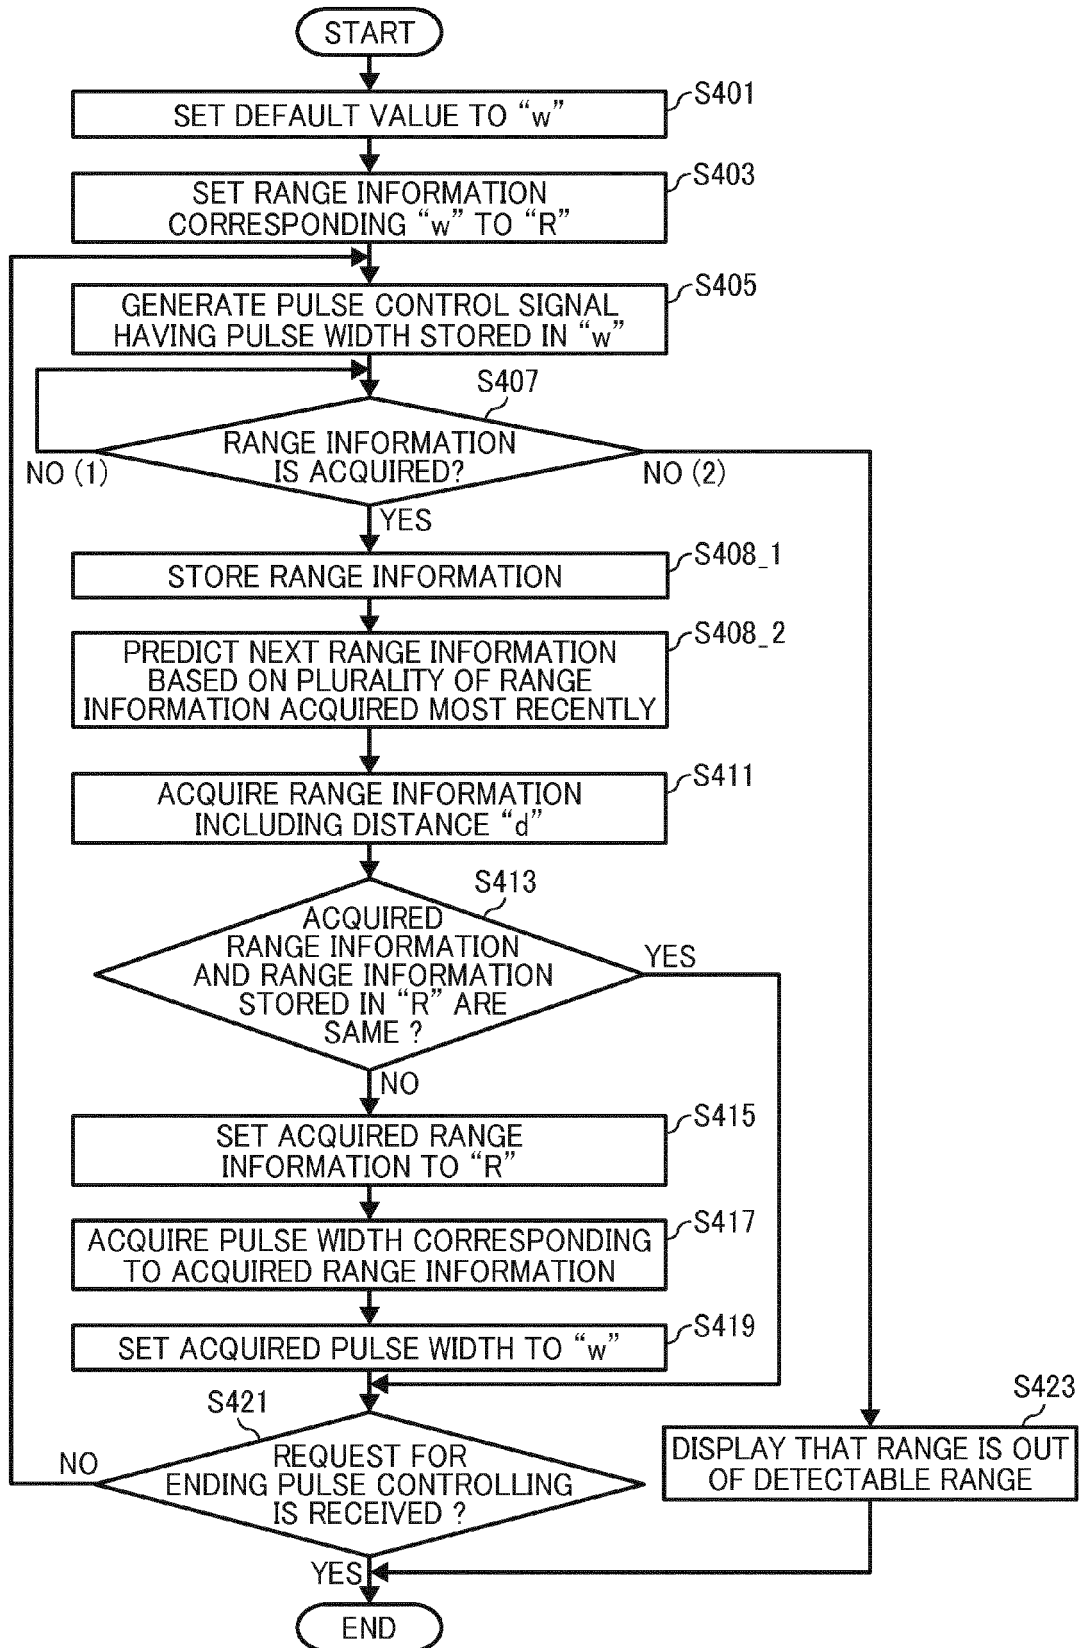 START
S401
SET DEFAULT VALUE TO “w”
S403
SET RANGE INFORMATION
CORRESPONDING “w” TO “R”
S405
GENERATE PULSE CONTROL SIGNAL
HAVING PULSE WIDTH STORED IN “w”
S407
RANGE INFORMATION
IS ACQUIRED?
NO (1)
NO (2)
YES
S408_1
STORE RANGE INFORMATION
S408_2
PREDICT NEXT RANGE INFORMATION
BASED ON PLURALITY OF RANGE
INFORMATION ACQUIRED MOST RECENTLY
S411
ACQUIRE RANGE INFORMATION
INCLUDING DISTANCE “d”
S413
ACQUIRED
RANGE INFORMATION
AND RANGE INFORMATION
STORED IN “R” ARE
SAME ?
YES
NO
S415
SET ACQUIRED RANGE
INFORMATION TO “R”
S417
ACQUIRE PULSE WIDTH CORRESPONDING
TO ACQUIRED RANGE INFORMATION
S419
SET ACQUIRED PULSE WIDTH TO “w”
S421
REQUEST FOR
ENDING PULSE CONTROLLING
IS RECEIVED ?
NO
YES
S423
DISPLAY THAT RANGE IS OUT
OF DETECTABLE RANGE
END